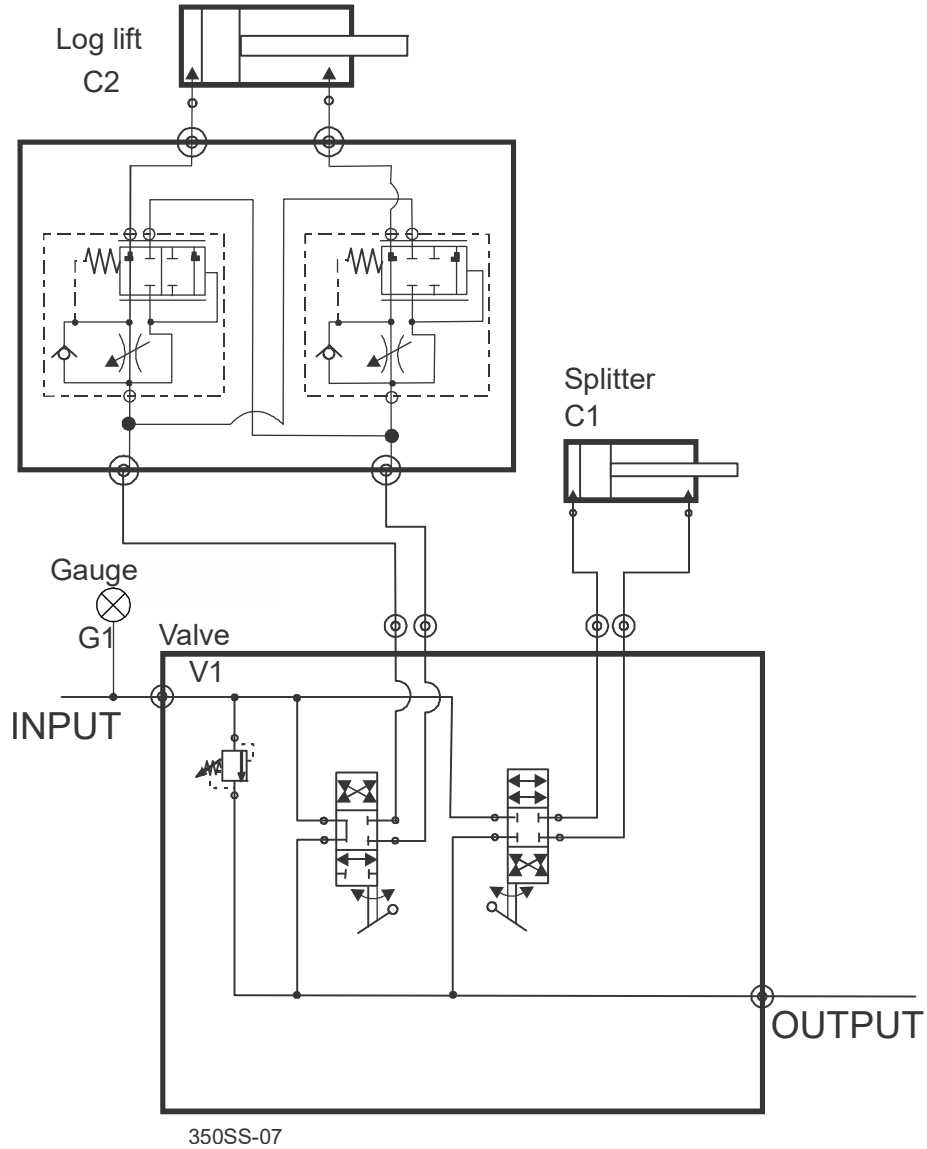 Log lift
C2
Splitter
C1
Gauge
G1
Valve
V1
INPUT
OUTPUT
350SS-07